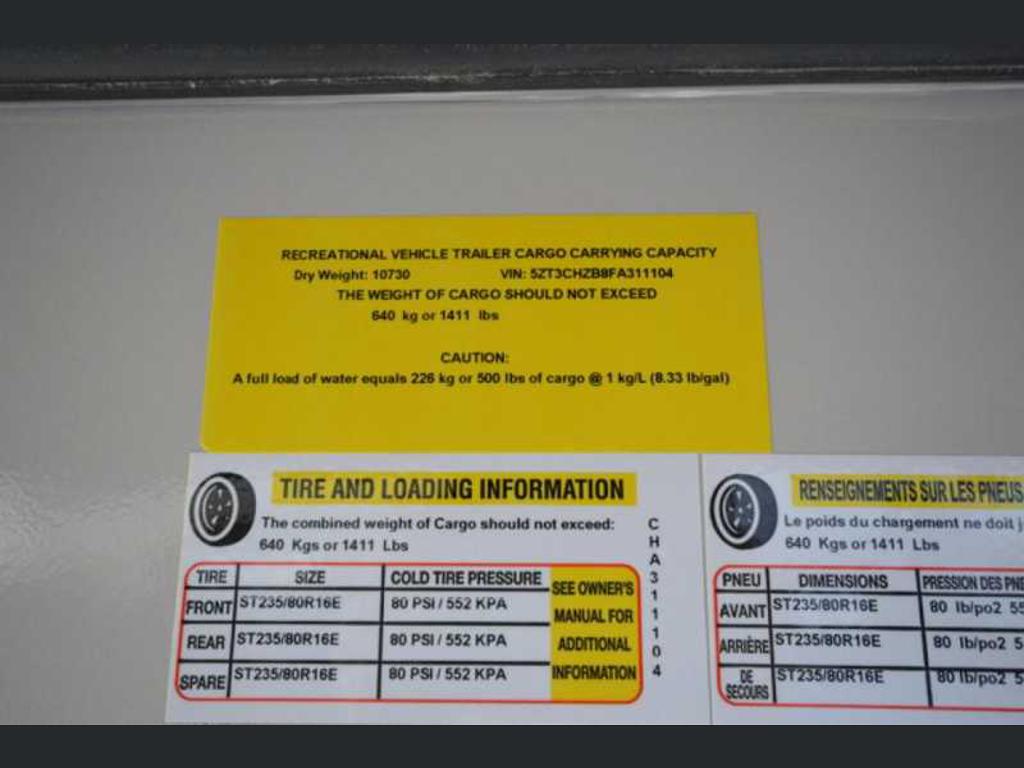 RECREATIONAL VEHICLE TRAILER CARGO CARRYING CAPACITY
Dry Weight: 10730 VIN: 5ZT3CHZB8FA311104
THE WEIGHT OF CARGO SHOULD NOT EXCEED
640 kg or 1411 lbs
CAUTION:
A full load of water equals 226 kg or 500 lbs of cargo @ 1 kg/L (8.33 lb/gal)
TIRE AND LOADING INFORMATION
The combined weight of Cargo should not exceed:
640 Kgs or 1411 Lbs
TIRE SIZE COLD TIRE PRESSURE
FRONT ST235/80R16E 80 PSI / 552 KPA
REAR ST235/80R16E 80 PSI / 552 KPA
SPARE ST235/80R16E 80 PSI / 552 KPA
SEE OWNER'S
MANUAL FOR
ADDITIONAL
INFORMATION
CHA311104
RENSEIGNEMENTS SUR LES PNEUS
Le poids du chargement ne doit
640 Kgs or 1411 Lbs
PNEU DIMENSIONS PRESSION DES
AVANT ST235/80R16E 80 lb/po2
ARRIÈRE ST235/80R16E 80 lb/po2
DE SECOURS ST235/80R16E 80 lb/po2